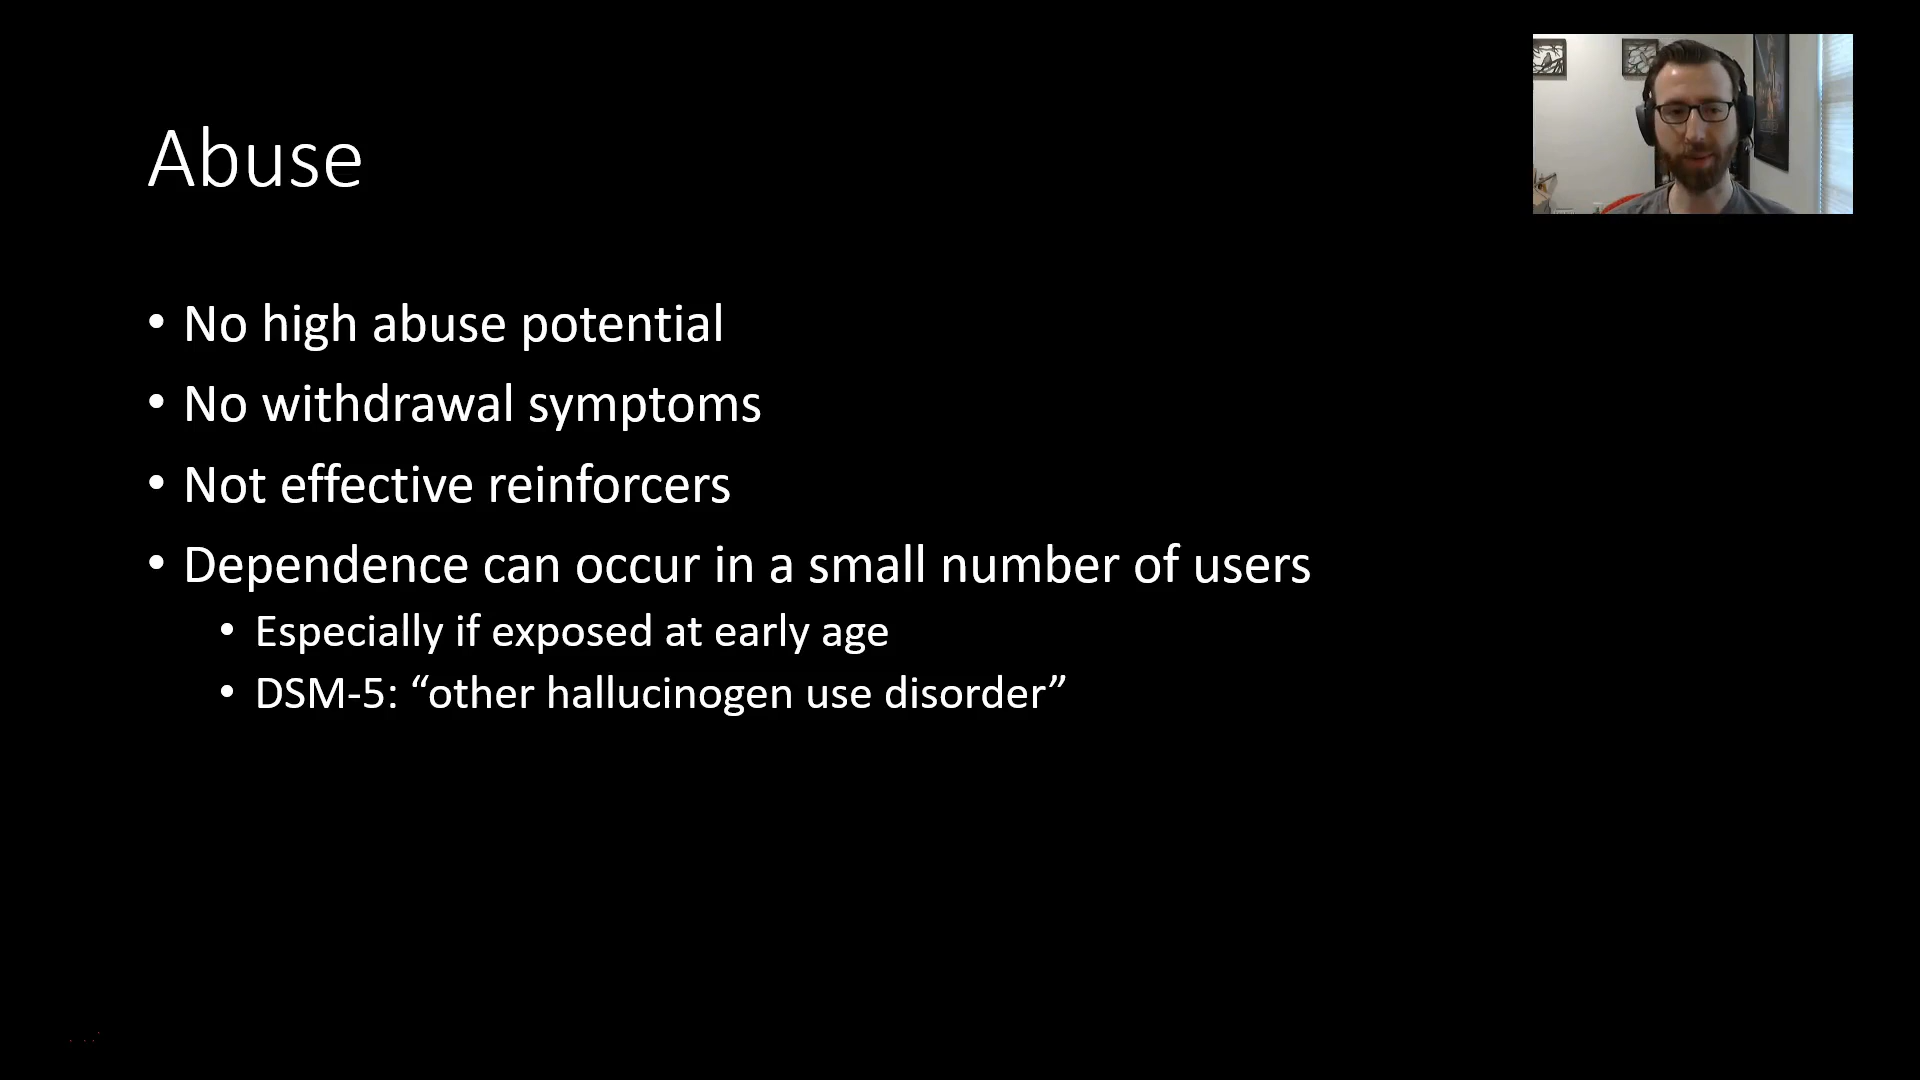 Abuse
• No high abuse potential
• No withdrawal symptoms
• Not effective reinforcers
• Dependence can occur in a small number of users
• Especially if exposed at early age
• DSM-5: “other hallucinogen use disorder”